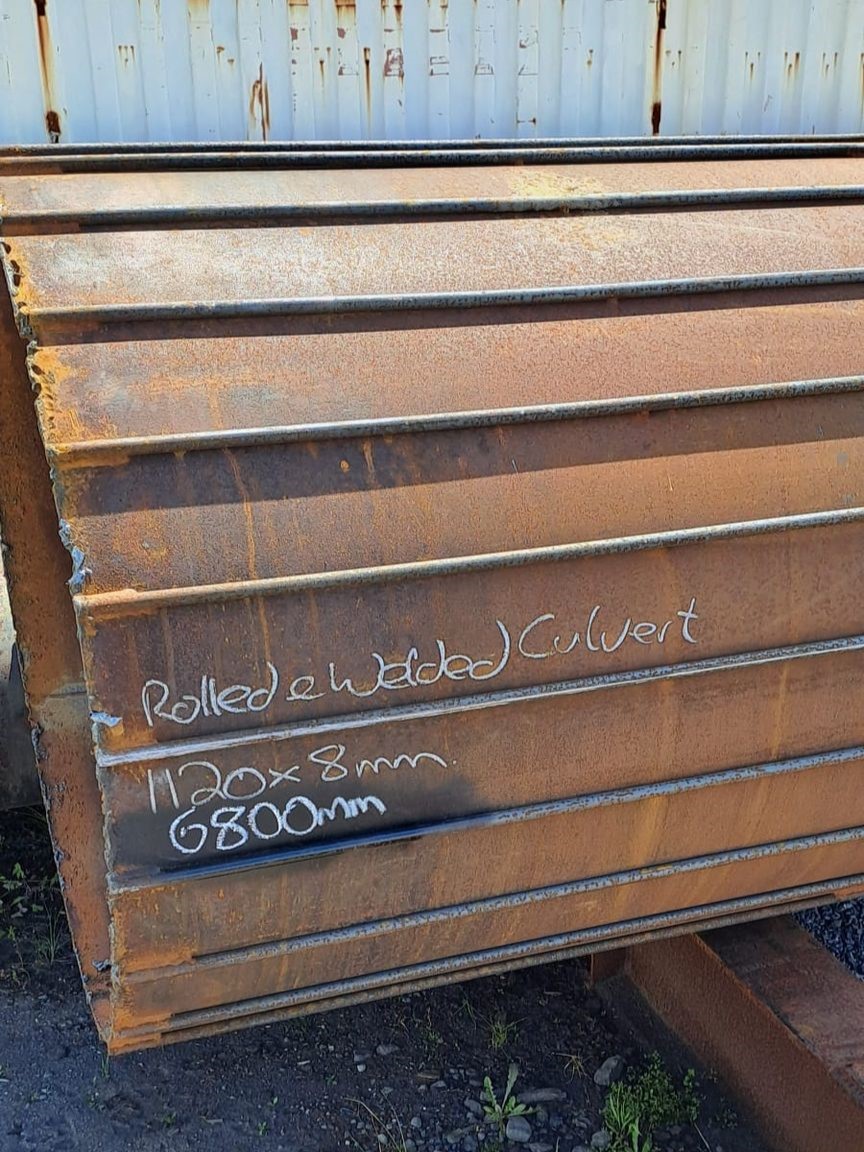 Rolled & Welded Culvert
1120 x 8mm.
6800mm